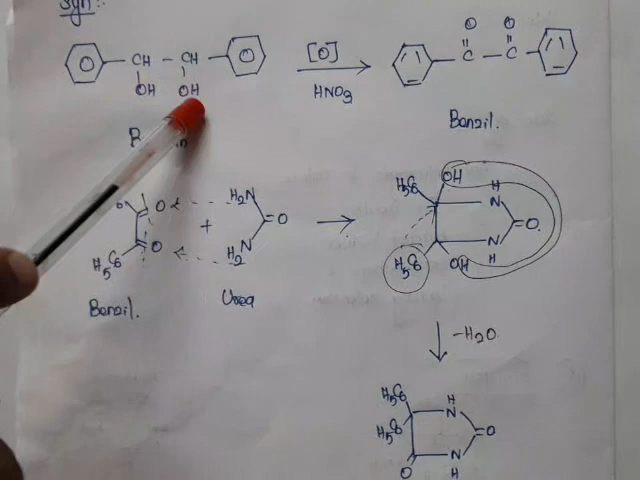 Syn:-
CH - CH [O] O O
OH OH HNO3 C - C
Benzil.
H5C6 OH H
O H2N N
+ O O
O H2N N
H5C6 H5C6 OH H
Benzil. Urea
-H2O
H5C6 H
N
H5C6 O
N
O H